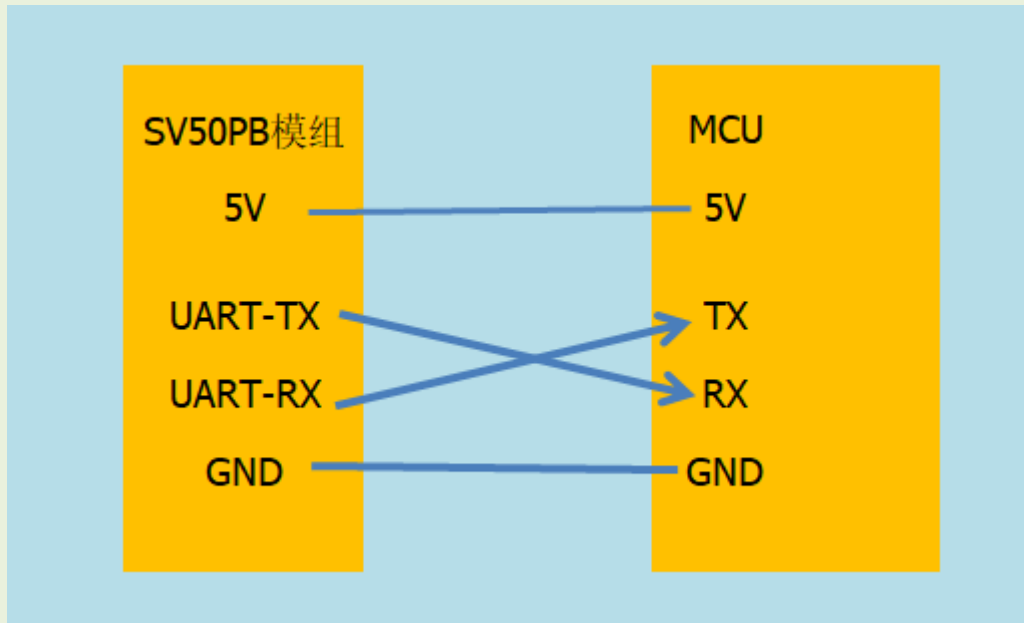 SV50PB模组
5V
UART-TX
UART-RX
GND
MCU
5V
TX
RX
GND